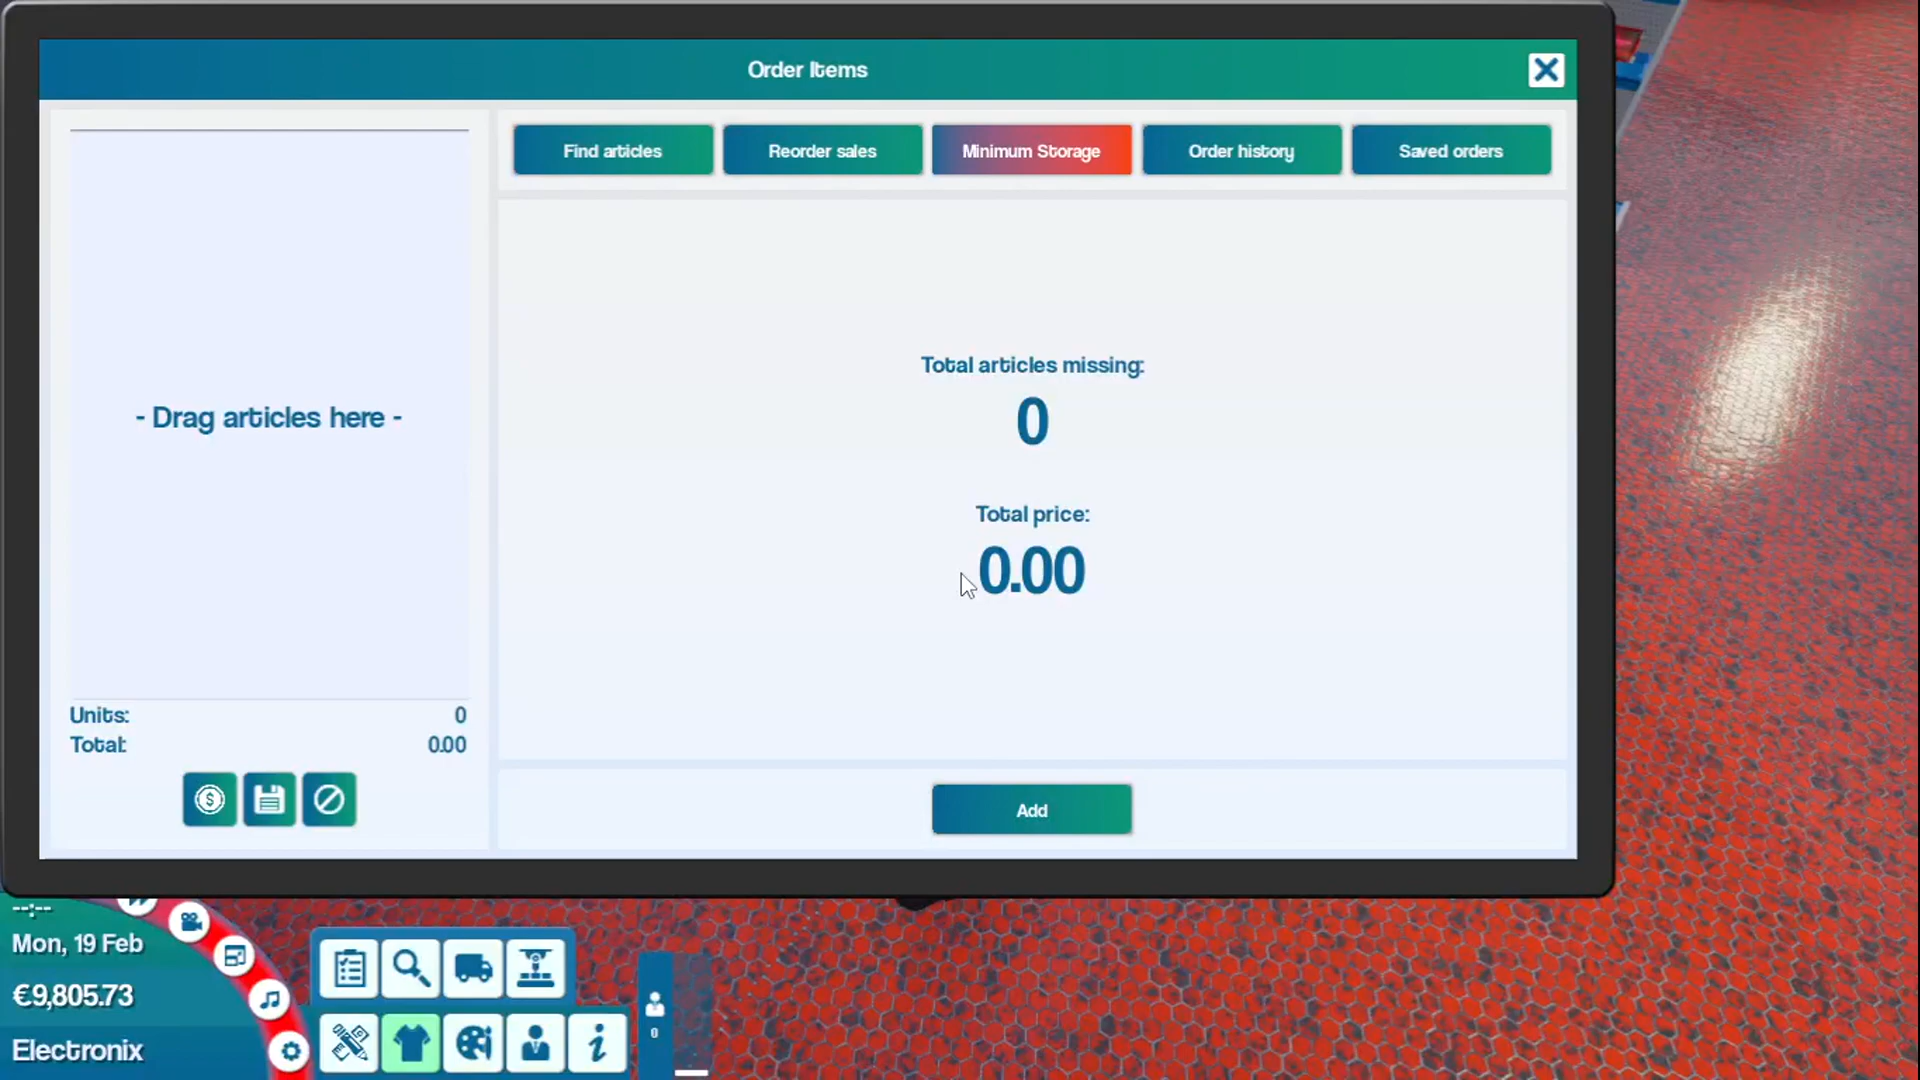 Order Items
Find articles
Reorder sales
Minimum Storage
Order history
Saved orders
- Drag articles here -
Total articles missing:
0
Total price:
0.00
Units: 0
Total: 0.00
Add
--:--
Mon, 19 Feb
€9,805.73
Electronix
0